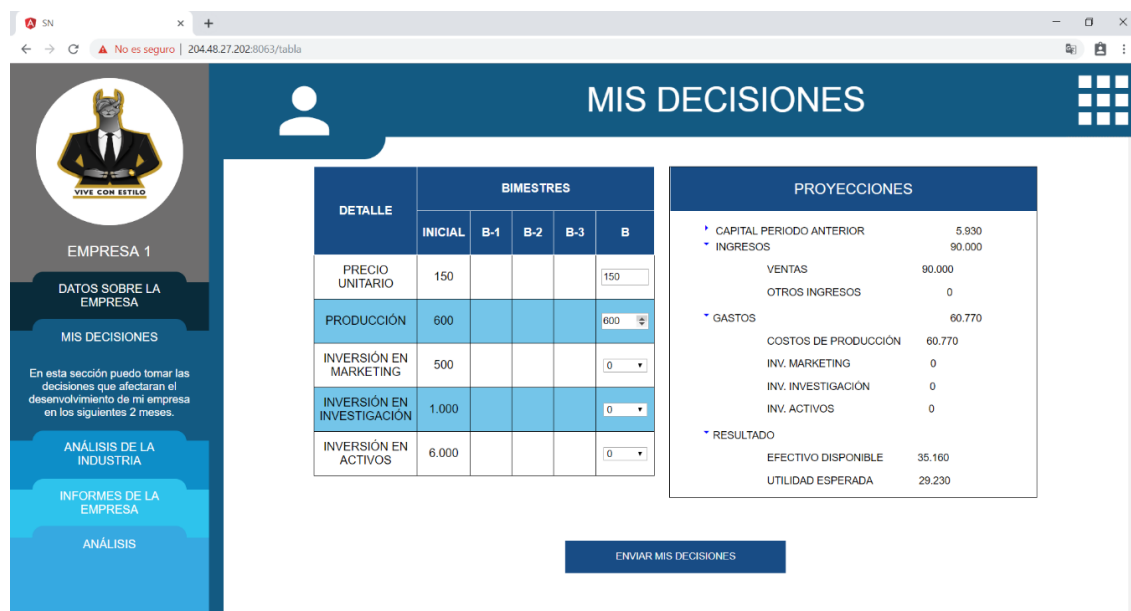 SN
No es seguro | 204.48.27.202:8063/tabla
VIVE CON ESTILO
EMPRESA 1
DATOS SOBRE LA
EMPRESA
MIS DECISIONES
En esta sección puedo tomar las
decisiones que afectaran el
desenvolvimiento de mi empresa
en los siguientes 2 meses.
ANÁLISIS DE LA
INDUSTRIA
INFORMES DE LA
EMPRESA
ANÁLISIS
MIS DECISIONES
DETALLE
BIMESTRES
INICIAL B-1 B-2 B-3 B
PRECIO
UNITARIO
150 150
PRODUCCIÓN 600 600
INVERSIÓN EN
MARKETING
500 0
INVERSIÓN EN
INVESTIGACIÓN
1.000 0
INVERSIÓN EN
ACTIVOS
6.000 0
PROYECCIONES
CAPITAL PERIODO ANTERIOR 5.930
INGRESOS 90.000
VENTAS 90.000
OTROS INGRESOS 0
GASTOS 60.770
COSTOS DE PRODUCCIÓN 60.770
INV. MARKETING 0
INV. INVESTIGACIÓN 0
INV. ACTIVOS 0
RESULTADO
EFECTIVO DISPONIBLE 35.160
UTILIDAD ESPERADA 29.230
ENVIAR MIS DECISIONES